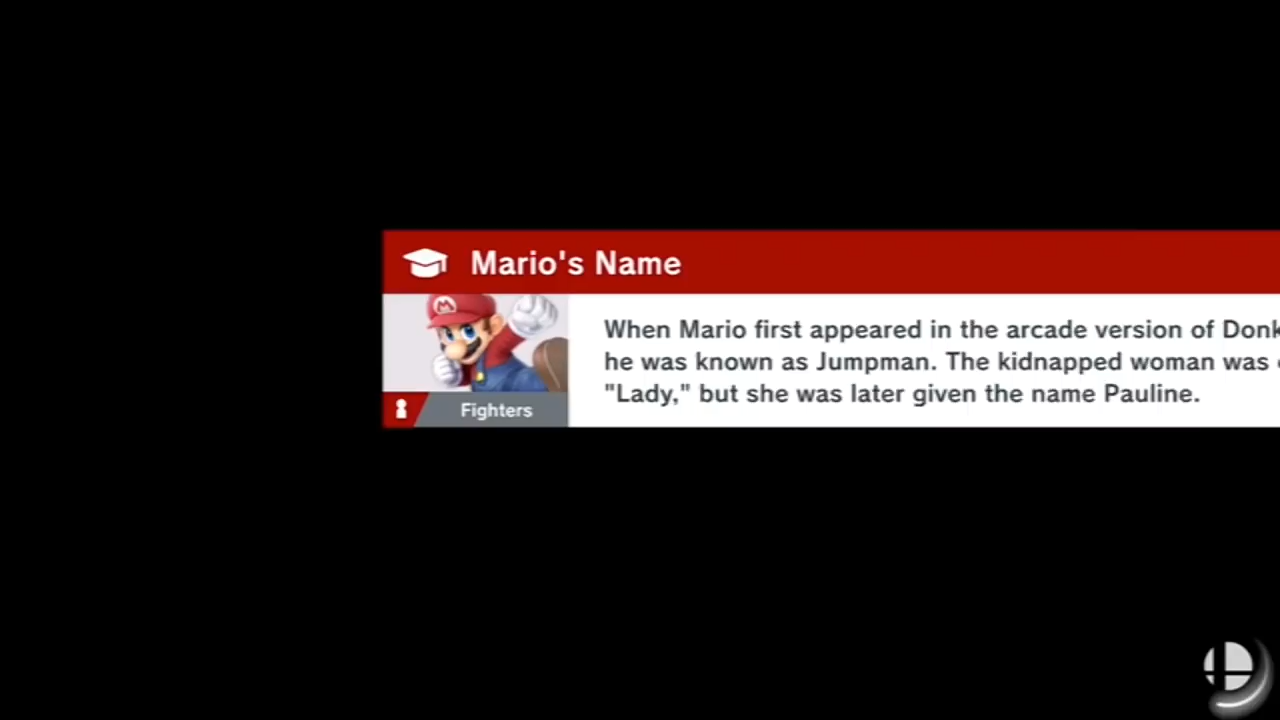 Mario's Name
When Mario first appeared in the arcade version of Donk
he was known as Jumpman. The kidnapped woman was
"Lady," but she was later given the name Pauline.
Fighters